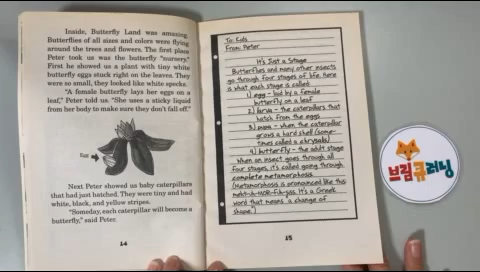 Inside, Butterfly Land was amazing.
Butterflies of all sizes and colors were flying
around the trees and flowers. The first place
Peter took us was the butterfly "nursery."
First he showed us a plant with tiny white
butterfly eggs stuck right on the leaves. They
were so small, they looked like white specks.
"A female butterfly lays her eggs on a
leaf," Peter told us. "She uses a sticky liquid
from her body to make sure they don't fall off."
Egg
Next Peter showed us baby caterpillars
that had just hatched. They were tiny and had
white, black, and yellow stripes.
"Someday, each caterpillar will become a
butterfly," said Peter.
14
To: Kids
From: Peter
It's Just a Stage
Butterflies and many other insects
go through four stages of life. Here
is what each stage is called:
1) egg - laid by a female
butterfly on a leaf
2) larva - the caterpillars that
hatch from the eggs
3) pupa - when the caterpillar
grows a hard shell (some-
times called a chrysalis)
4) butterfly - the adult stage
When an insect goes through all
four stages, it's called going through
complete metamorphosis.
(Metamorphosis is pronounced like this:
met-a-MOR-fih-sis. It's a Greek
word that means "a change of
shape.")
15
브릭큐러닝